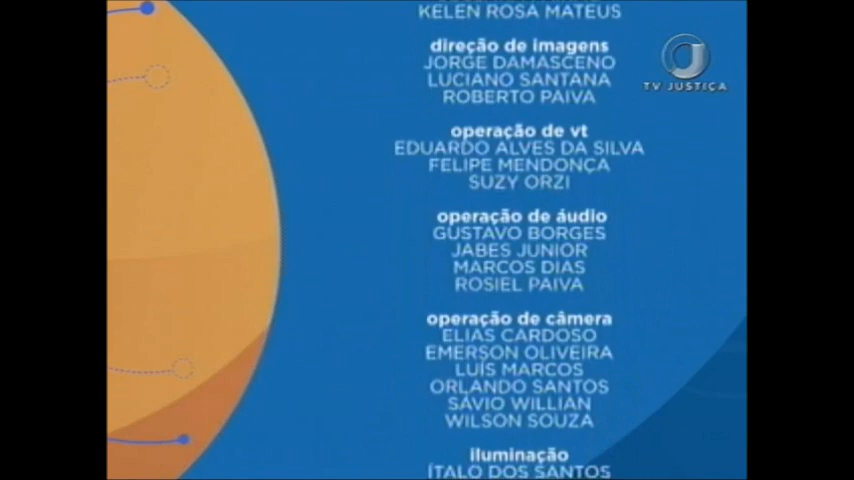 KELEN ROSA MATEUS
direção de imagens
JORGE DAMASCENO
LUCIANO SANTANA
ROBERTO PAIVA
TV JUSTIÇA
operação de vt
EDUARDO ALVES DA SILVA
FELIPE MENDONÇA
SUZY ORZI
operação de áudio
GUSTAVO BORGES
JABES JUNIOR
MARCOS DIAS
ROSIEL PAIVA
operação de câmera
ELIAS CARDOSO
EMERSON OLIVEIRA
LUÍS MARCOS
ORLANDO SANTOS
SÁVIO WILLIAN
WILSON SOUZA
iluminação
ÍTALO DOS SANTOS